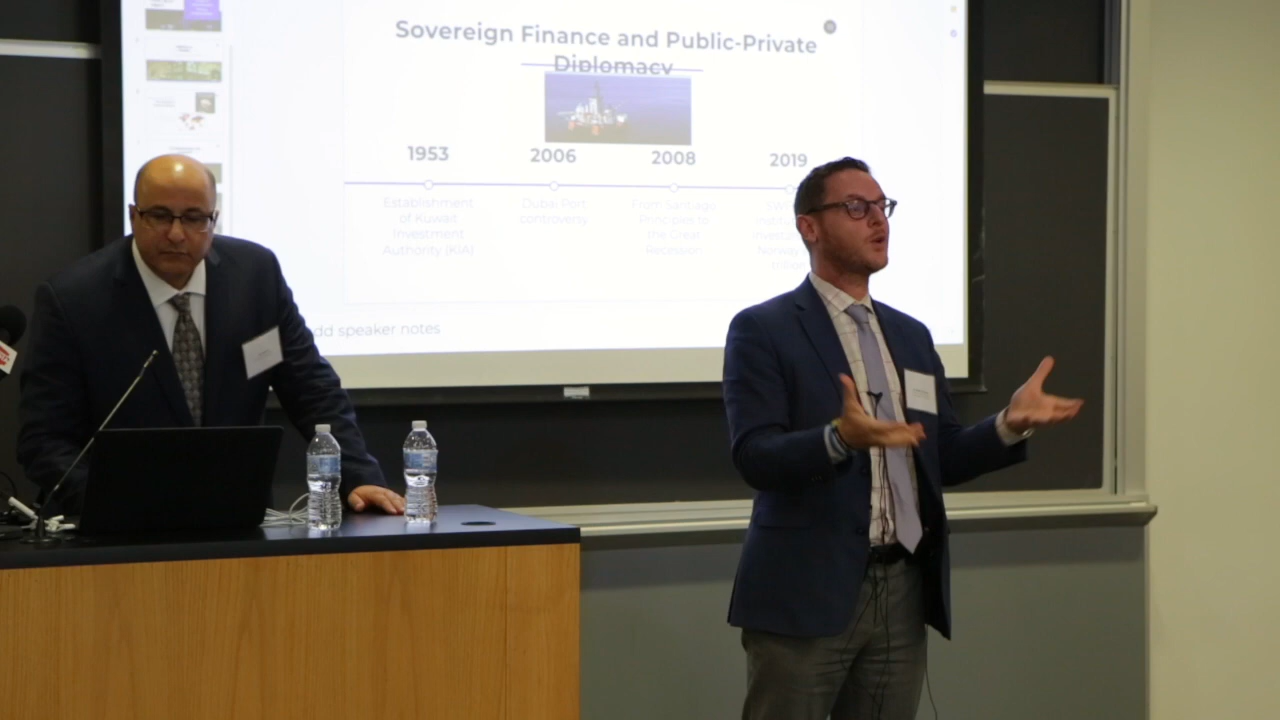 Sovereign Finance and Public-Private
Diplomacy
1953
2006
2008
2019
Establishment
of Kuwait
Investment
Authority (KIA)
Dubai Port
controversy
From Santiago
Principles to
the Great
Recession
dd speaker notes